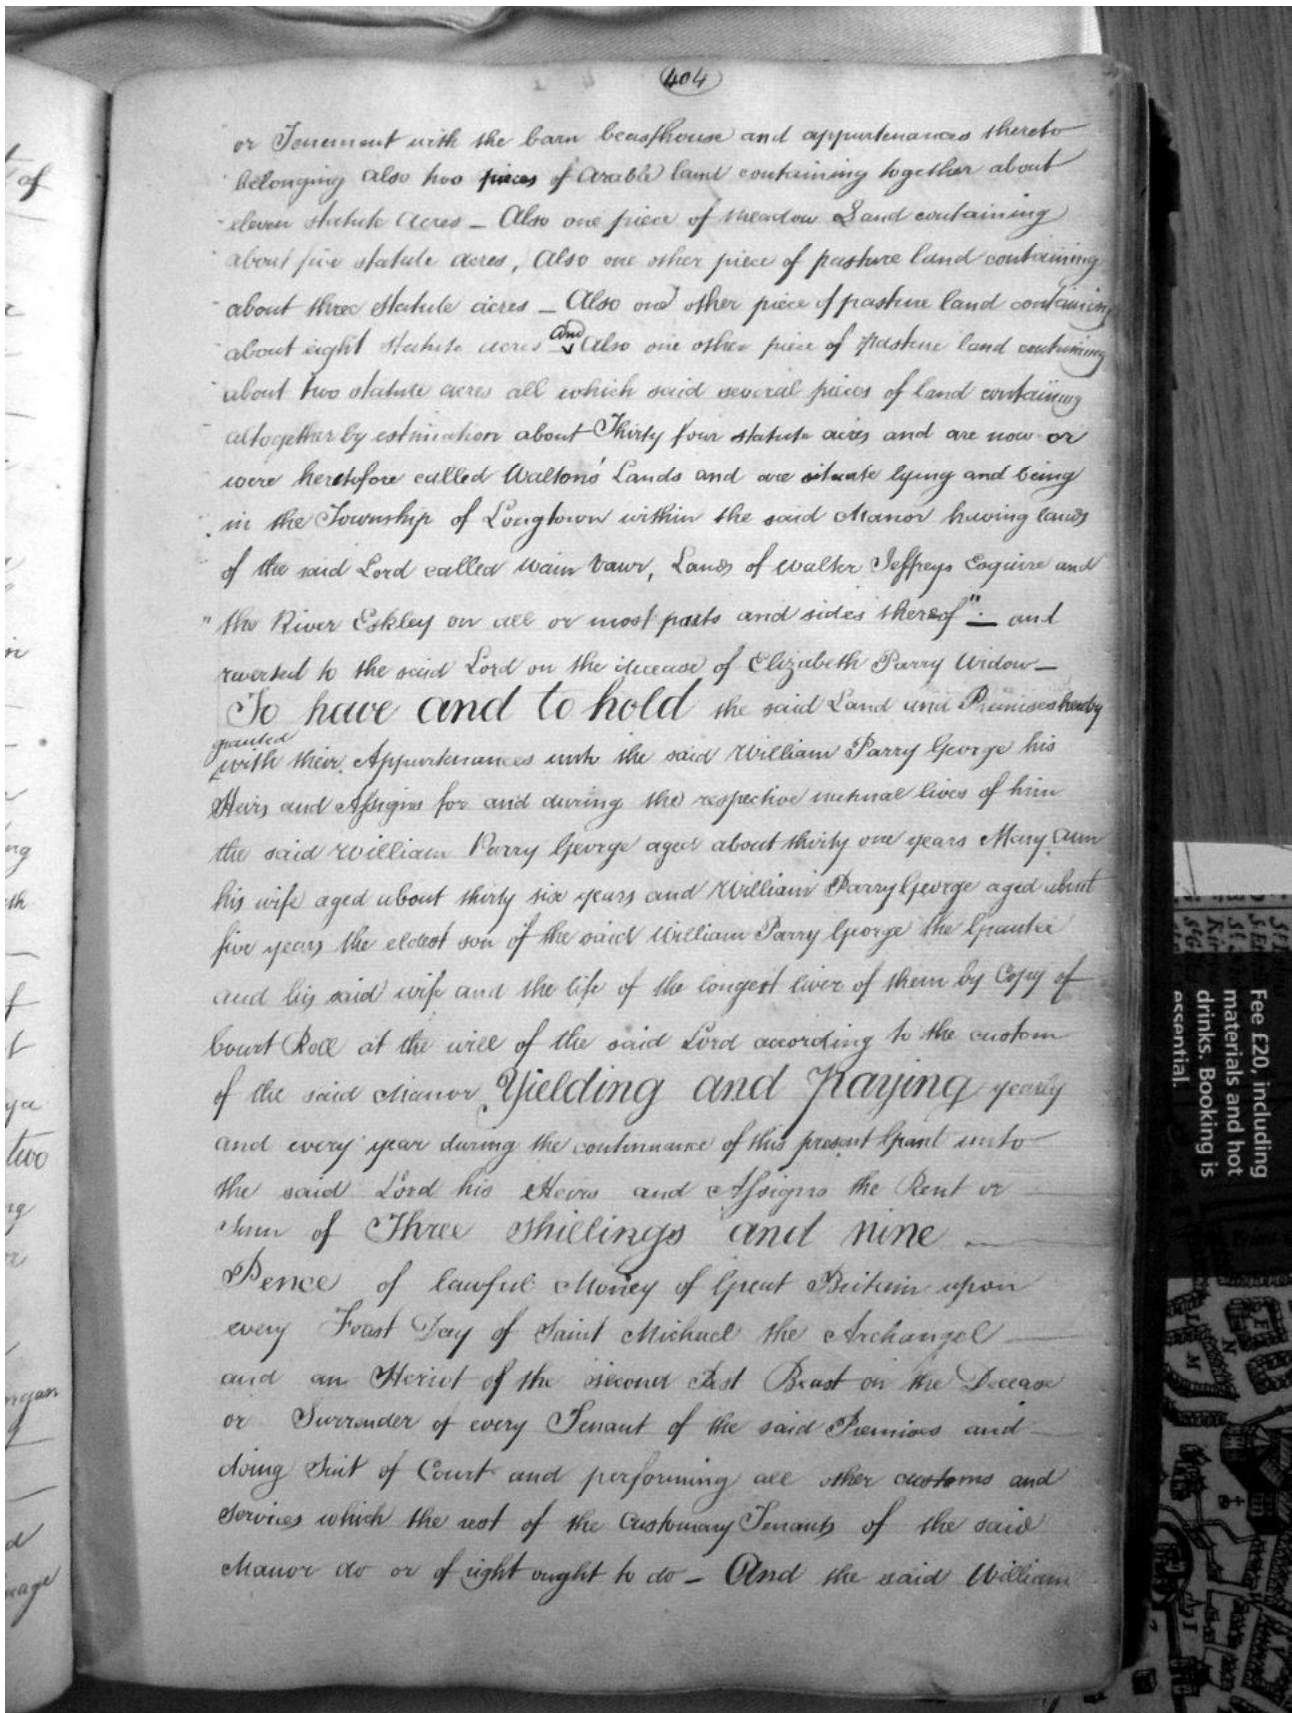 404
or Tenement with the barn beasthouse and appurtenances thereto
belonging also two pieces of arable land containing together about
eleven statute acres – Also one piece of meadow Land containing
about five statute acres, Also one other piece of pasture land containing
about three statute acres – Also one other piece of pasture land containing
about eight statute acres and Also one other piece of pasture land containing
about two statute acres all which said several pieces of land containing
altogether by estimation about Thirty four statute acres and are now or
were heretofore called Walton's Lands and are situate lying and being
in the Township of Longtown within the said Manor having lands
of the said Lord called Wain Vawr, Lands of Walter Jeffreys Esquire and
" the River Eskley on all or most parts and sides thereof": – and
reverted to the said Lord on the decease of Elizabeth Parry Widow –
To have and to hold the said Land and Premises hereby
granted
with their Appurtenances unto the said William Parry George his
Heirs and Assigns for and during the respective natural lives of him
the said William Parry George aged about thirty one years Mary Ann
his wife aged about thirty six years and William Parry George aged about
five years the eldest son of the said William Parry George the Grantee
and his said wife and the life of the longest liver of them by Copy of
Court Roll at the will of the said Lord according to the custom
of the said Manor Yielding and Paying yearly
and every year during the continuance of this present Grant unto
the said Lord his Heirs and Assigns the Rent or
Sum of Three shillings and nine
Pence of lawful Money of Great Britain upon
every Feast Day of Saint Michael the Archangel
and an Heriot of the second Best Beast on the Decease
or Surrender of every Tenant of the said Premises and
doing Suit of Court and performing all other customs and
Services which the rest of the Customary Tenants of the said
Manor do or of right ought to do – And the said William
of
two
Fee £20, including
materials and hot
drinks. Booking is
essential.